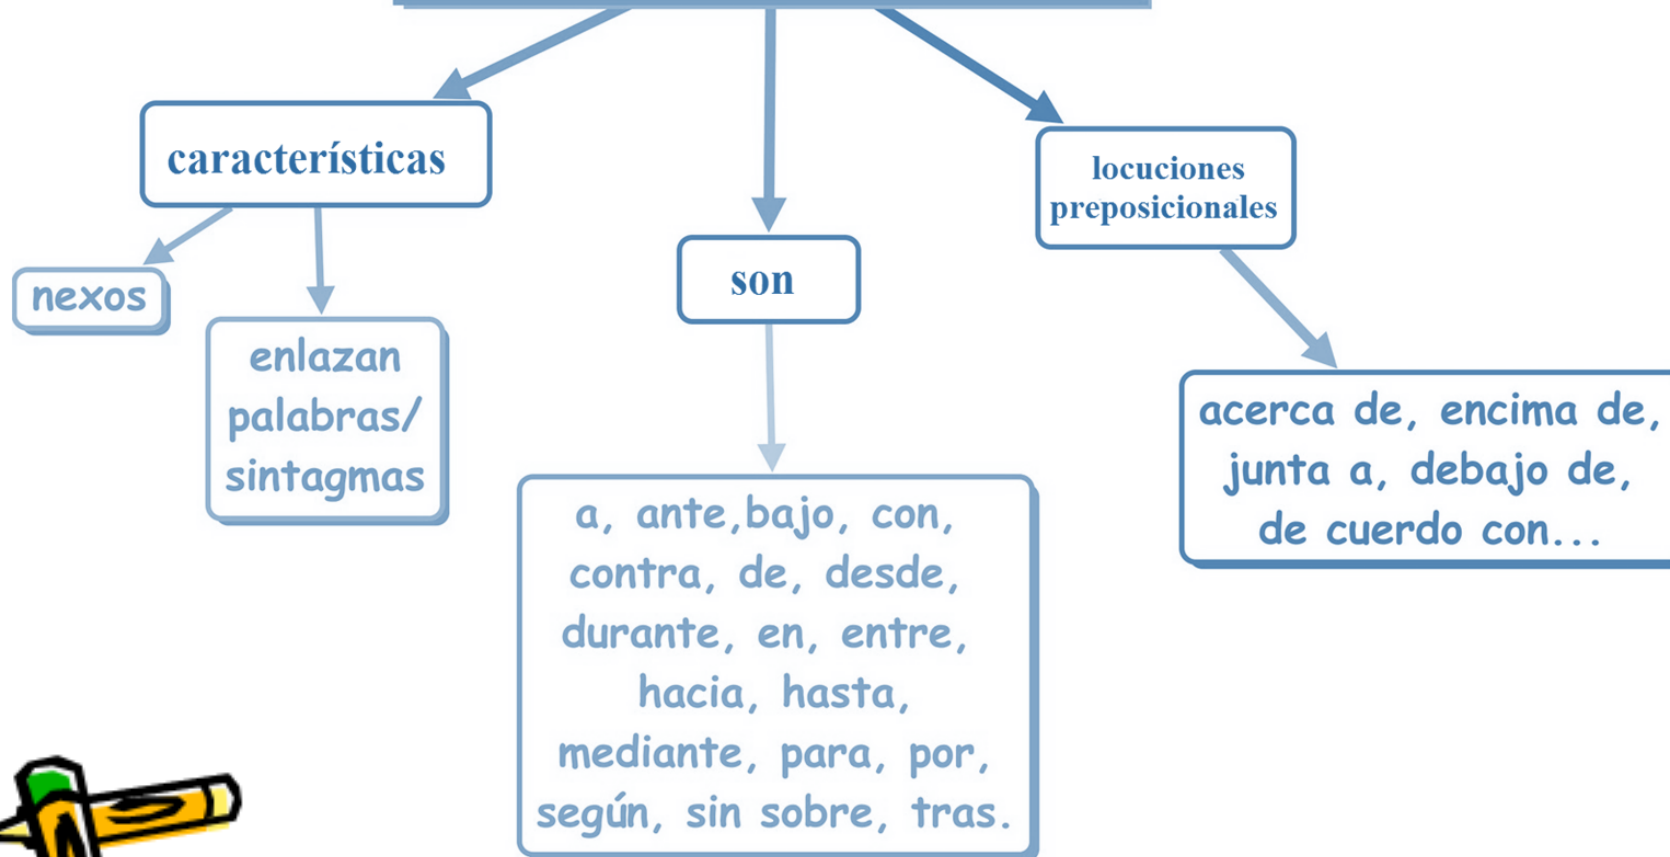 características
nexos
enlazan
palabras/
sintagmas
son
a, ante,bajo, con,
contra, de, desde,
durante, en, entre,
hacia, hasta,
mediante, para, por,
según, sin sobre, tras.
locuciones
preposicionales
acerca de, encima de,
junta a, debajo de,
de cuerdo con...